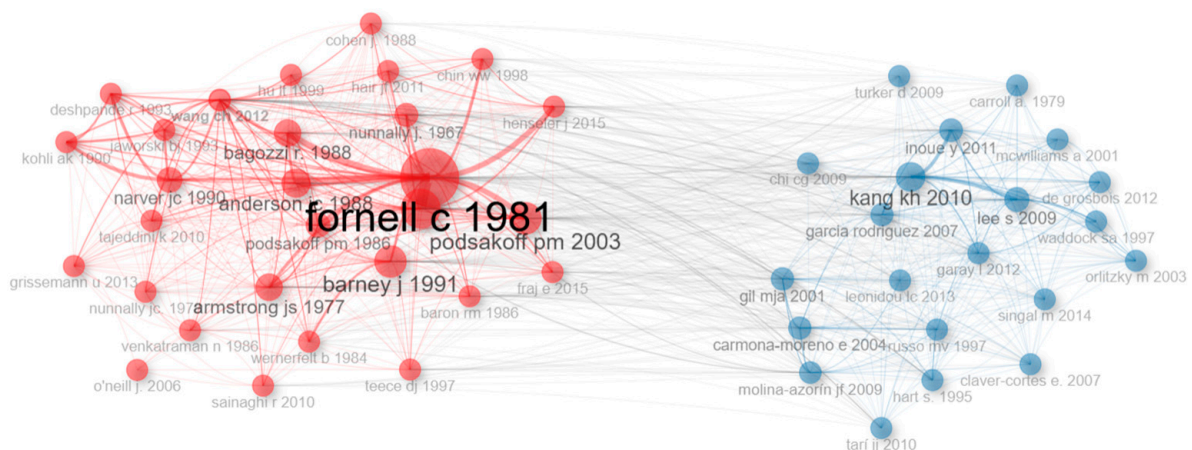 cohen j. 1988
chin ww 1998
hu lt 1999
hair jf 2011
deshpande r 1993
wang ch 2012
henseler j 2015
nunnally j. 1967
jaworski bj 1993
kohli ak 1990
bagozzi r. 1988
narver jc 1990
anderson j. 1988
fornell c 1981
tajeddini k 2010
podsakoff pm 1986
podsakoff pm 2003
grissemann u 2013
barney j 1991
fraj e 2015
nunnally jc. 1978
armstrong js 1977
baron rm 1986
venkatraman n 1986
wernerfelt b 1984
o'neill j. 2006
sainaghi r 2010
teece dj 1997
turker d 2009
carroll a. 1979
inoue y 2011
mcwilliams a 2001
chi cg 2009
kang kh 2010
de grosbois 2012
lee s 2009
garcía rodríguez 2007
waddock sa 1997
garay l 2012
orlitzky m 2003
gil mja 2001
leonidou lc 2013
singal m 2014
carmona-moreno e 2004
russo mv 1997
molina-azorín jf 2009
claver-cortes e. 2007
hart s. 1995
tarí jj 2010